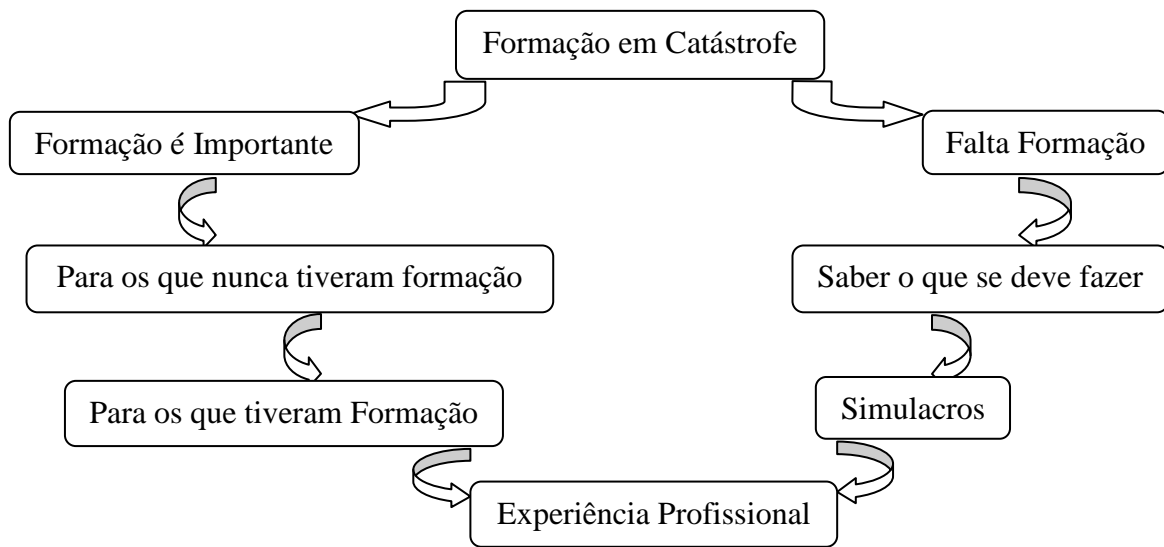 Formação em Catástrofe
Formação é Importante
Falta Formação
Para os que nunca tiveram formação
Saber o que se deve fazer
Para os que tiveram Formação
Simulacros
Experiência Profissional